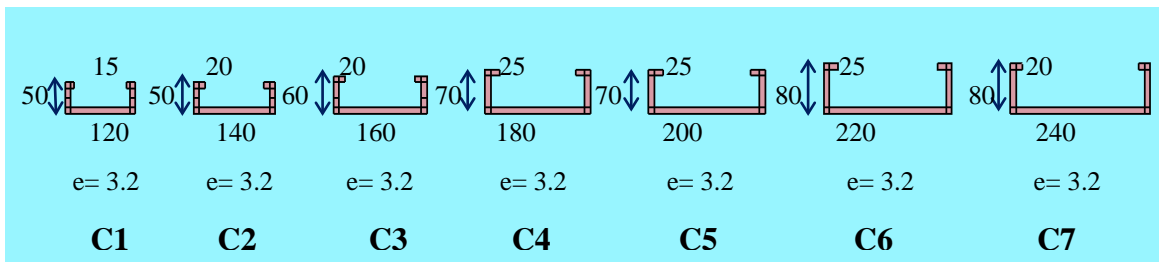 15 20 20 25 25 25 20
50 50 60 70 70 80 80
120 140 160 180 200 220 240
e= 3.2 e= 3.2 e= 3.2 e= 3.2 e= 3.2 e= 3.2 e= 3.2
C1 C2 C3 C4 C5 C6 C7